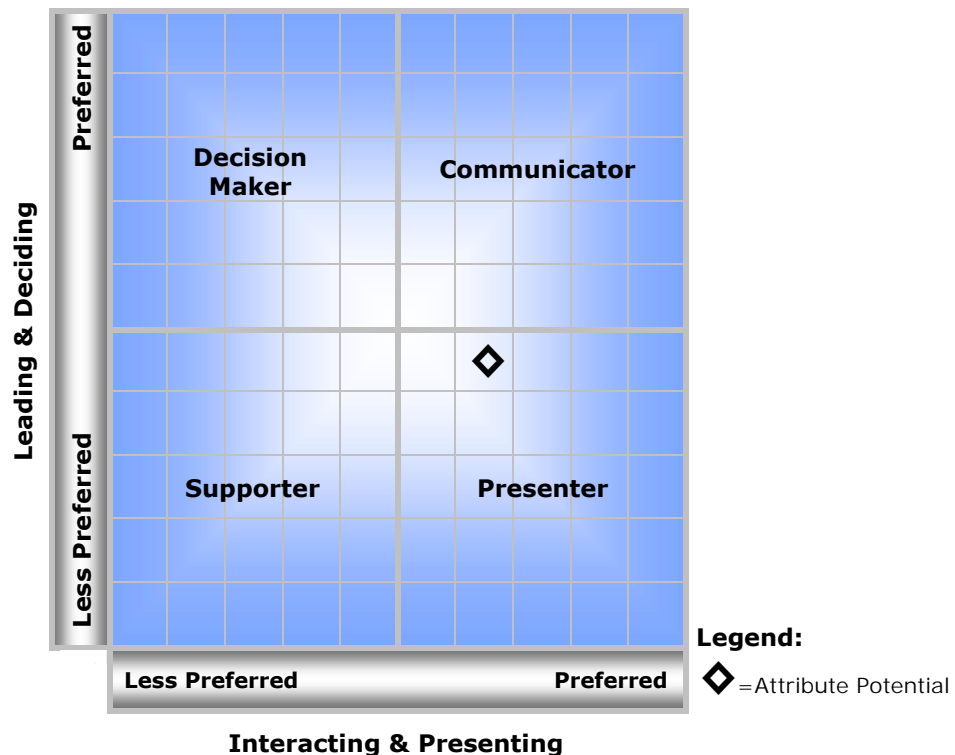 Preferred
Decision
Maker
Communicator
Leading & Deciding
Less Preferred
Supporter
Presenter
Legend:
=Attribute Potential
Less Preferred
Preferred
Interacting & Presenting